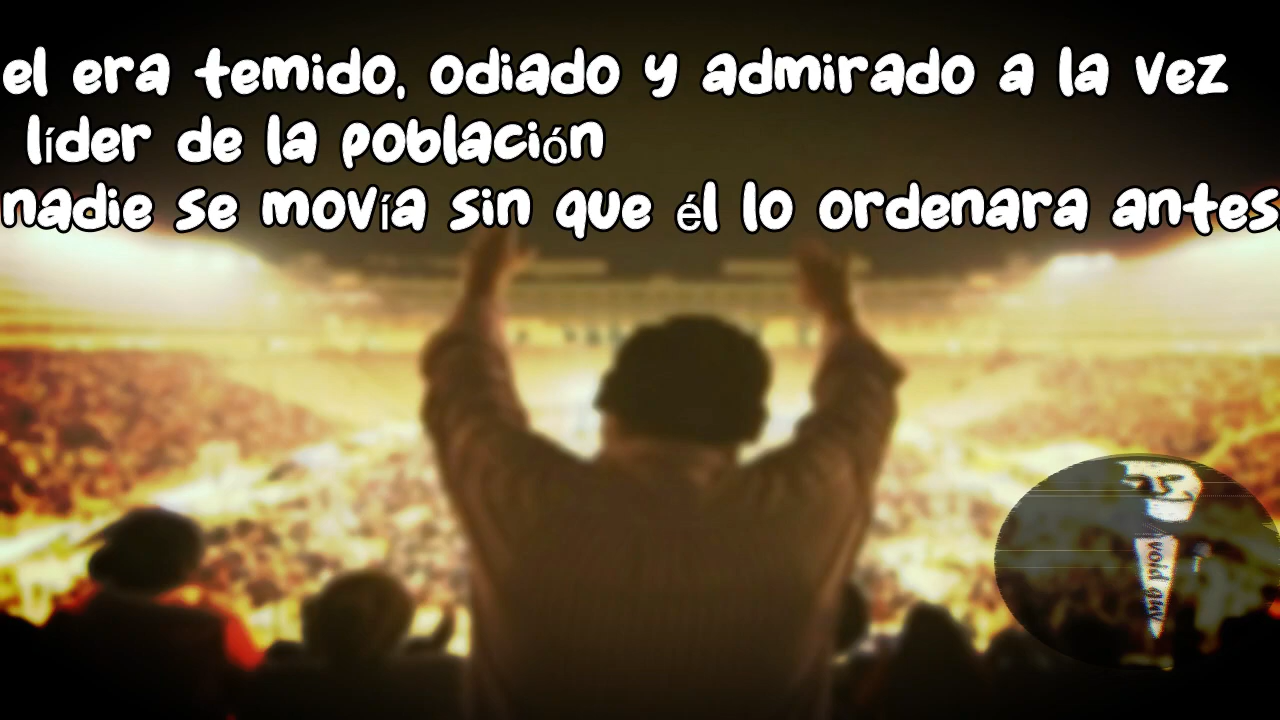 el era temido, odiado y admirado a la vez
líder de la población
nadie se movía sin que él lo ordenara antes.